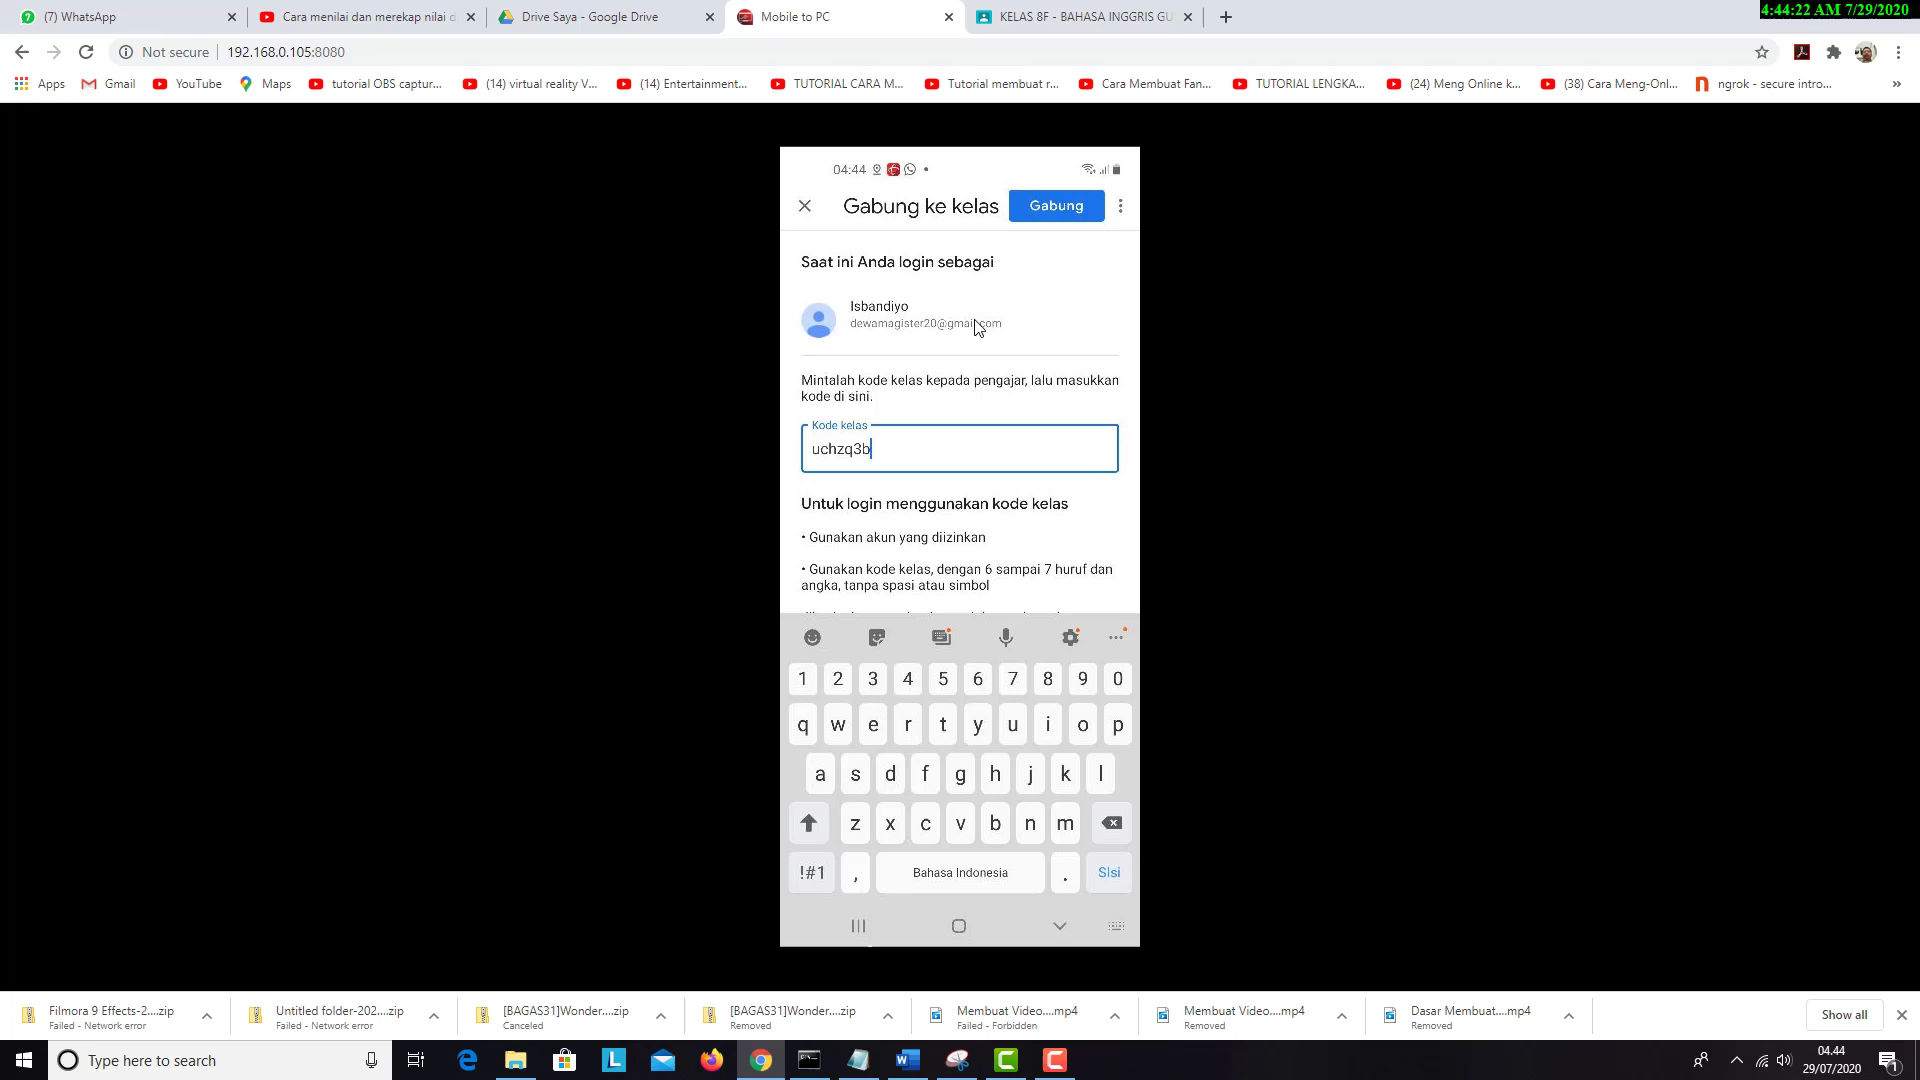 (7) WhatsApp
Cara menilai dan merekap nilai d
Drive Saya - Google Drive
Mobile to PC
KELAS 8F - BAHASA INGGRIS GU
4:44:22 AM 7/29/2020
Not secure
192.168.0.105:8080
Apps
Gmail
YouTube
Maps
tutorial OBS captur...
(14) virtual reality V...
(14) Entertainment...
TUTORIAL CARA M...
Tutorial membuat r...
Cara Membuat Fan...
TUTORIAL LENGKA...
(24) Meng Online k...
(38) Cara Meng-Onl...
ngrok - secure intro...
04:44
Gabung ke kelas
Gabung
Saat ini Anda login sebagai
Isbandiyo
dewamagister20@gmail.com
Mintalah kode kelas kepada pengajar, lalu masukkan
kode di sini.
Kode kelas
uchzq3b
Untuk login menggunakan kode kelas
• Gunakan akun yang diizinkan
• Gunakan kode kelas, dengan 6 sampai 7 huruf dan
angka, tanpa spasi atau simbol
1 2 3 4 5 6 7 8 9 0
q w e r t y u i o p
a s d f g h j k l
z x c v b n m
!#1 , Bahasa Indonesia . Slsi
Filmora 9 Effects-2....zip
Failed - Network error
Untitled folder-202....zip
Failed - Network error
[BAGAS31]Wonder....zip
Canceled
[BAGAS31]Wonder....zip
Removed
Membuat Video....mp4
Failed - Forbidden
Membuat Video....mp4
Removed
Dasar Membuat....mp4
Removed
Show all
Type here to search
04.44
29/07/2020